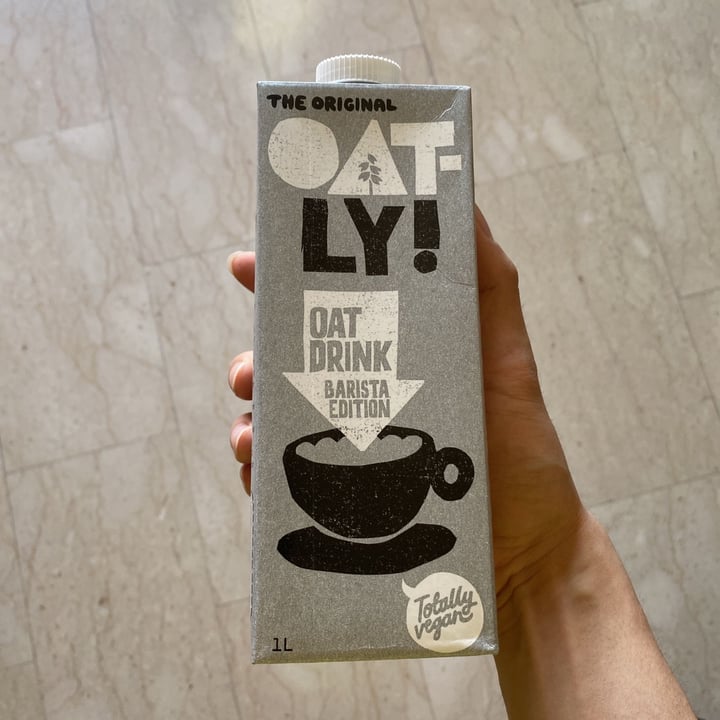 THE ORIGINAL
OAT-
LY!
OAT
DRINK
BARISTA
EDITION
Totally
vegan
1L